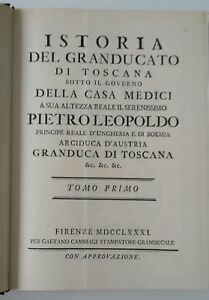 ISTORIA
DEL GRANDUCATO
DI TOSCANA
SOTTO IL GOVERNO
DELLA CASA MEDICI
A SUA ALTEZZA REALE IL SERENISSIMO
PIETRO LEOPOLDO
PRINCIPE REALE D'UNGHERIA E DI BOEMIA
ARCIDUCA D'AUSTRIA
GRANDUCA DI TOSCANA
&c. &c. &c.
TOMO PRIMO
FIRENZE MDCCLXXXI.
PER GAETANO CAMBIAGI STAMPATORE GRANDUCALE
CON APPROVAZIONE.